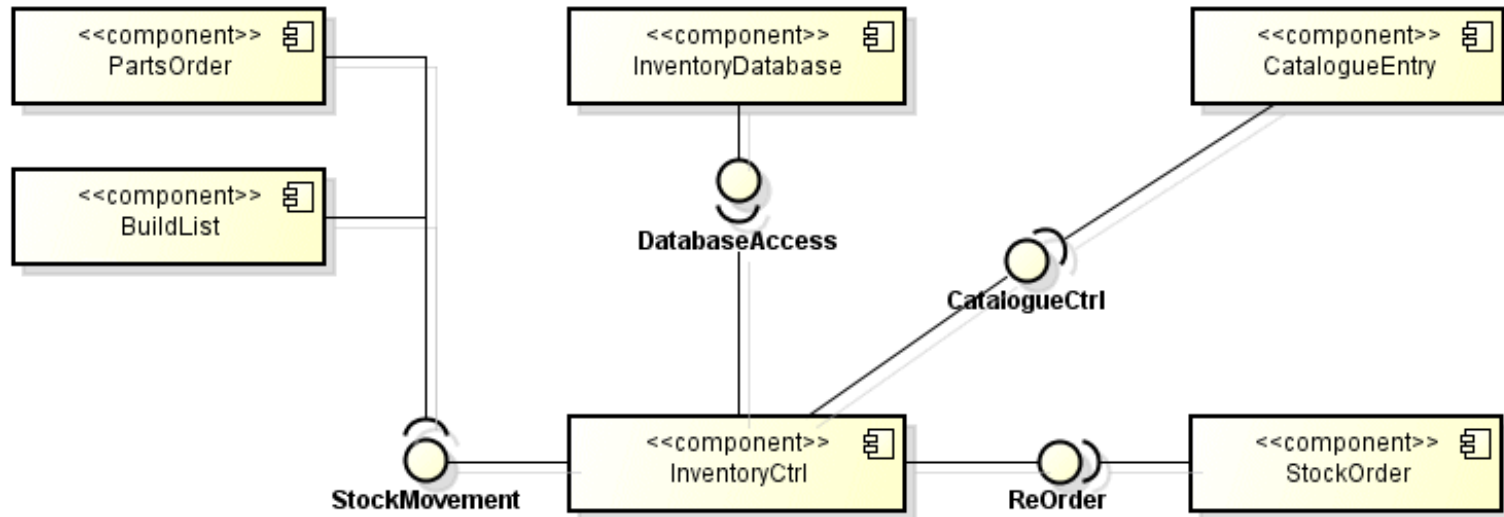 <<component>>
PartsOrder
<<component>>
InventoryDatabase
<<component>>
CatalogueEntry
<<component>>
BuildList
DatabaseAccess
CatalogueCtrl
<<component>>
InventoryCtrl
<<component>>
StockOrder
StockMovement
ReOrder